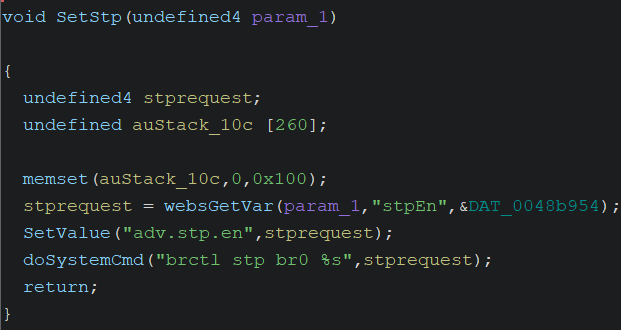 void SetStp(undefined4 param_1)
{
undefined4 stprequest;
undefined auStack_10c [260];
memset(auStack_10c,0,0x100);
stprequest = websGetVar(param_1,"stpEn",&DAT_0048b954);
SetValue("adv.stp.en",stprequest);
doSystemCmd("brctl stp br0 %s",stprequest);
return;
}